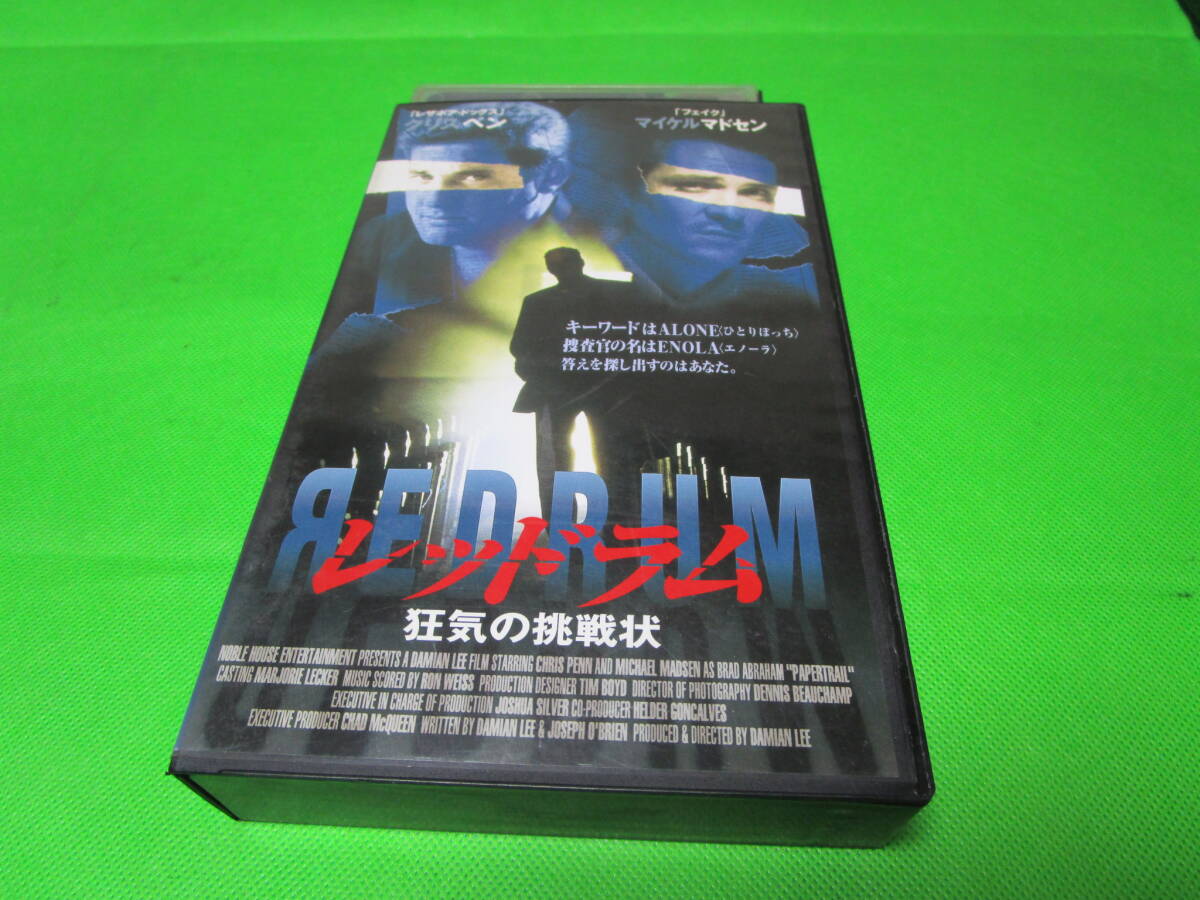 「レザボア・ドッグス」
クリスペン
「フェイク」
マイケルマドセン
キーワードはALONE〈ひとりぼっち〉
捜査官の名はENOLA〈エノーラ〉
答えを探し出すのはあなた。
REDRUM
レッドラム
狂気の挑戦状
NOBLE HOUSE ENTERTAINMENT PRESENTS A DAMIAN LEE FILM STARRING CHRIS PENN AND MICHAEL MADSEN AS BRAD ABRAHAM "PAPERTRAIL"
CASTING MARJORIE LECKER MUSIC SCORED BY RON WEISS PRODUCTION DESIGNER TIM BOYD DIRECTOR OF PHOTOGRAPHY DENNIS BEAUCHAMP
EXECUTIVE IN CHARGE OF PRODUCTION JOSHUA SILVER CO-PRODUCER HELDER GONCALVES
EXECUTIVE PRODUCER CHAD McQUEEN WRITTEN BY DAMIAN LEE & JOSEPH O'BRIEN PRODUCED & DIRECTED BY DAMIAN LEE